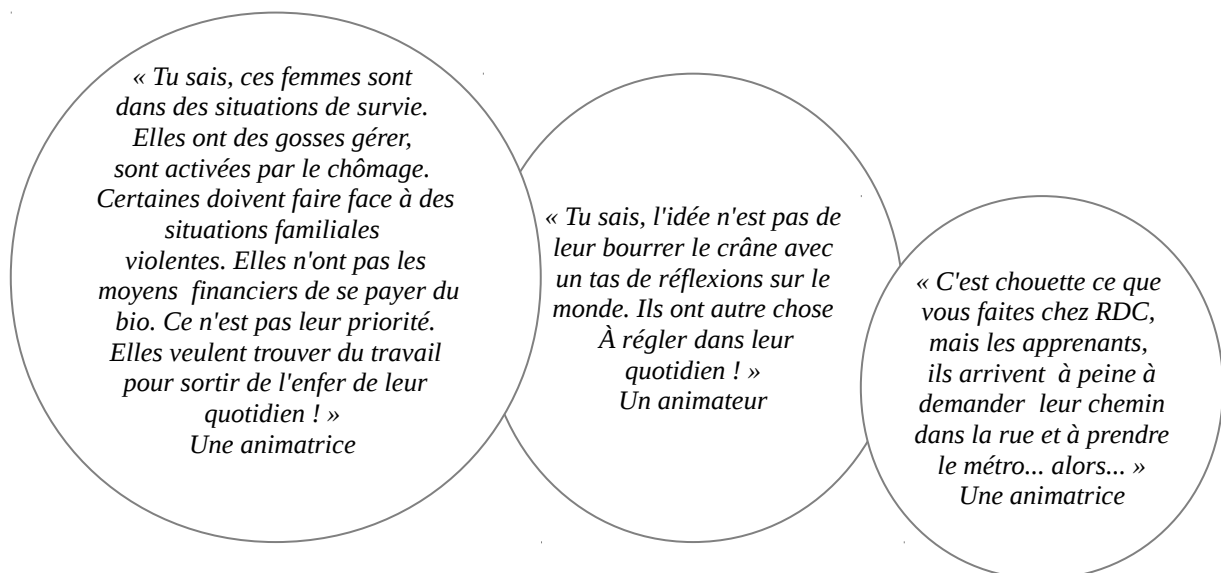 « Tu sais, ces femmes sont
dans des situations de survie.
Elles ont des gosses gérer,
sont activées par le chômage.
Certaines doivent faire face à des
situations familiales
violentes. Elles n'ont pas les
moyens  financiers de se payer du
bio. Ce n'est pas leur priorité.
Elles veulent trouver du travail
pour sortir de l'enfer de leur
quotidien ! »
Une animatrice
« Tu sais, l'idée n'est pas de
leur bourrer le crâne avec
un tas de réflexions sur le
monde. Ils ont autre chose
À régler dans leur
quotidien ! »
Un animateur
« C'est chouette ce que
vous faites chez RDC,
mais les apprenants,
ils arrivent  à peine à
demander  leur chemin
dans la rue et à prendre
le métro... alors... »
Une animatrice